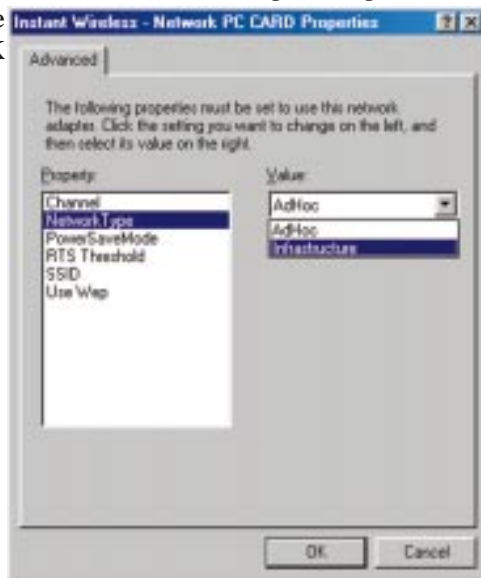 Instant Wireless - Network PC CARD Properties
Advanced
The following properties must be set to use this network
adapter. Click the setting you want to change on the left, and
then select its value on the right.
Property:
Channel
NetworkType
PowerSaveMode
RTS Threshold
SSID
Use Wep
Value:
AdHoc
AdHoc
Infrastructure
OK
Cancel